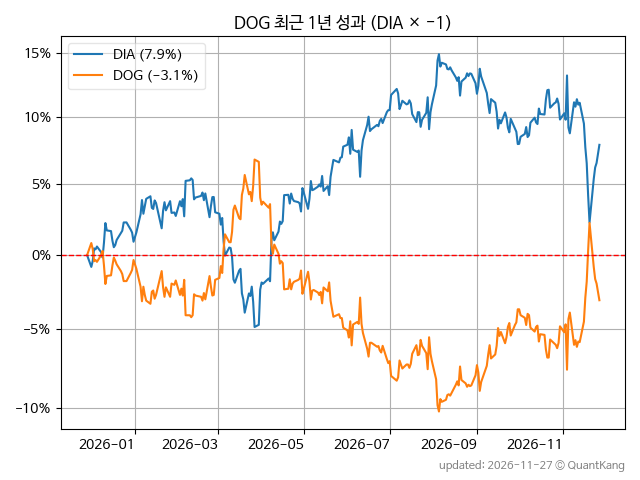 DOG 최근 1년 성과 (DIA × −1)
DIA (7.9%)
DOG (−3.1%)
15%
10%
5%
0%
−5%
−10%
2026−01 2026−03 2026−05 2026−07 2026−09 2026−11
updated: 2026−11−27 ⓒ QuantKang